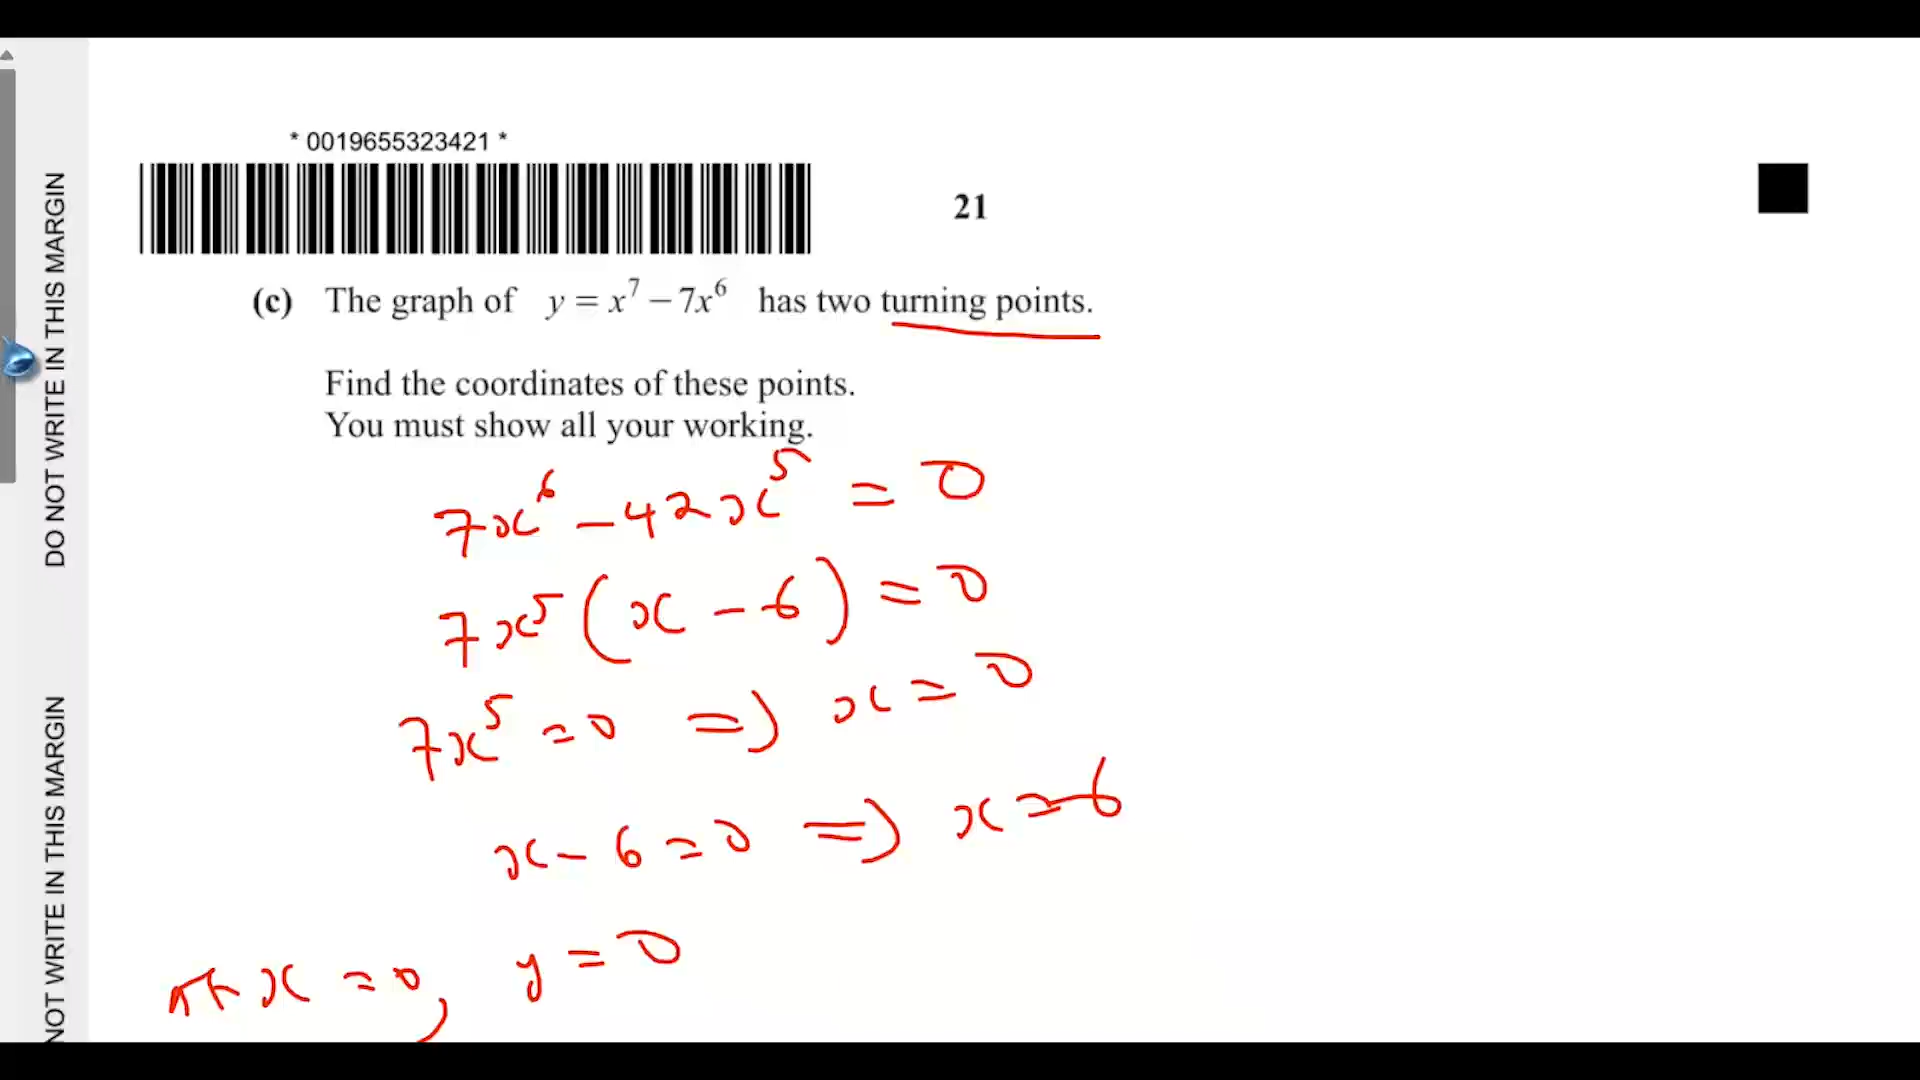 * 0019655323421 *
21
DO NOT WRITE IN THIS MARGIN
(c) The graph of y = x⁷ − 7x⁶ has two turning points.
Find the coordinates of these points.
You must show all your working.
7x⁶ − 42x⁵ = 0
7x⁵ (x − 6) = 0
7x⁵ = 0 ⇒ x = 0
x − 6 = 0 ⇒ x = 6
x = 0, y = 0
NOT WRITE IN THIS MARGIN